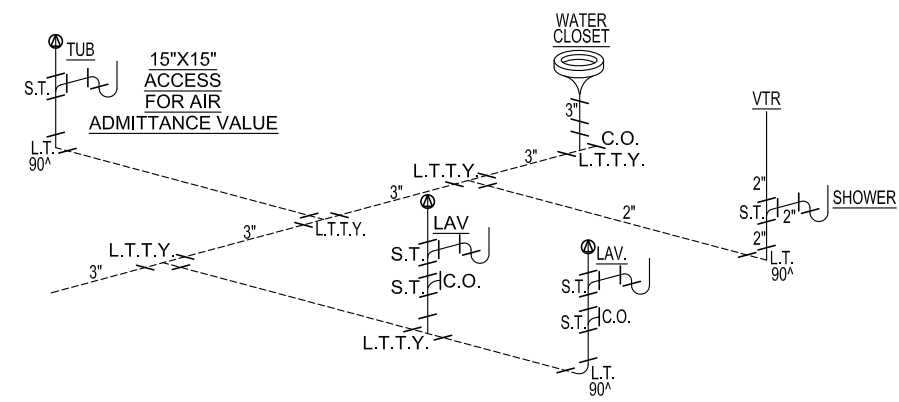 WATER
CLOSET
TUB
15"X15"
ACCESS
FOR AIR
ADMITTANCE VALUE
S.T.
3"
VTR
C.O.
L.T.
90^
L.T.T.Y.
3"
L.T.T.Y.
2"
S.T.
2"
SHOWER
3"
2"
2"
LAV
L.T.T.Y.
3"
L.T.T.Y.
S.T.
LAV.
L.T.
90^
3"
S.T.
C.O.
S.T.
S.T.
C.O.
L.T.T.Y.
L.T.
90^